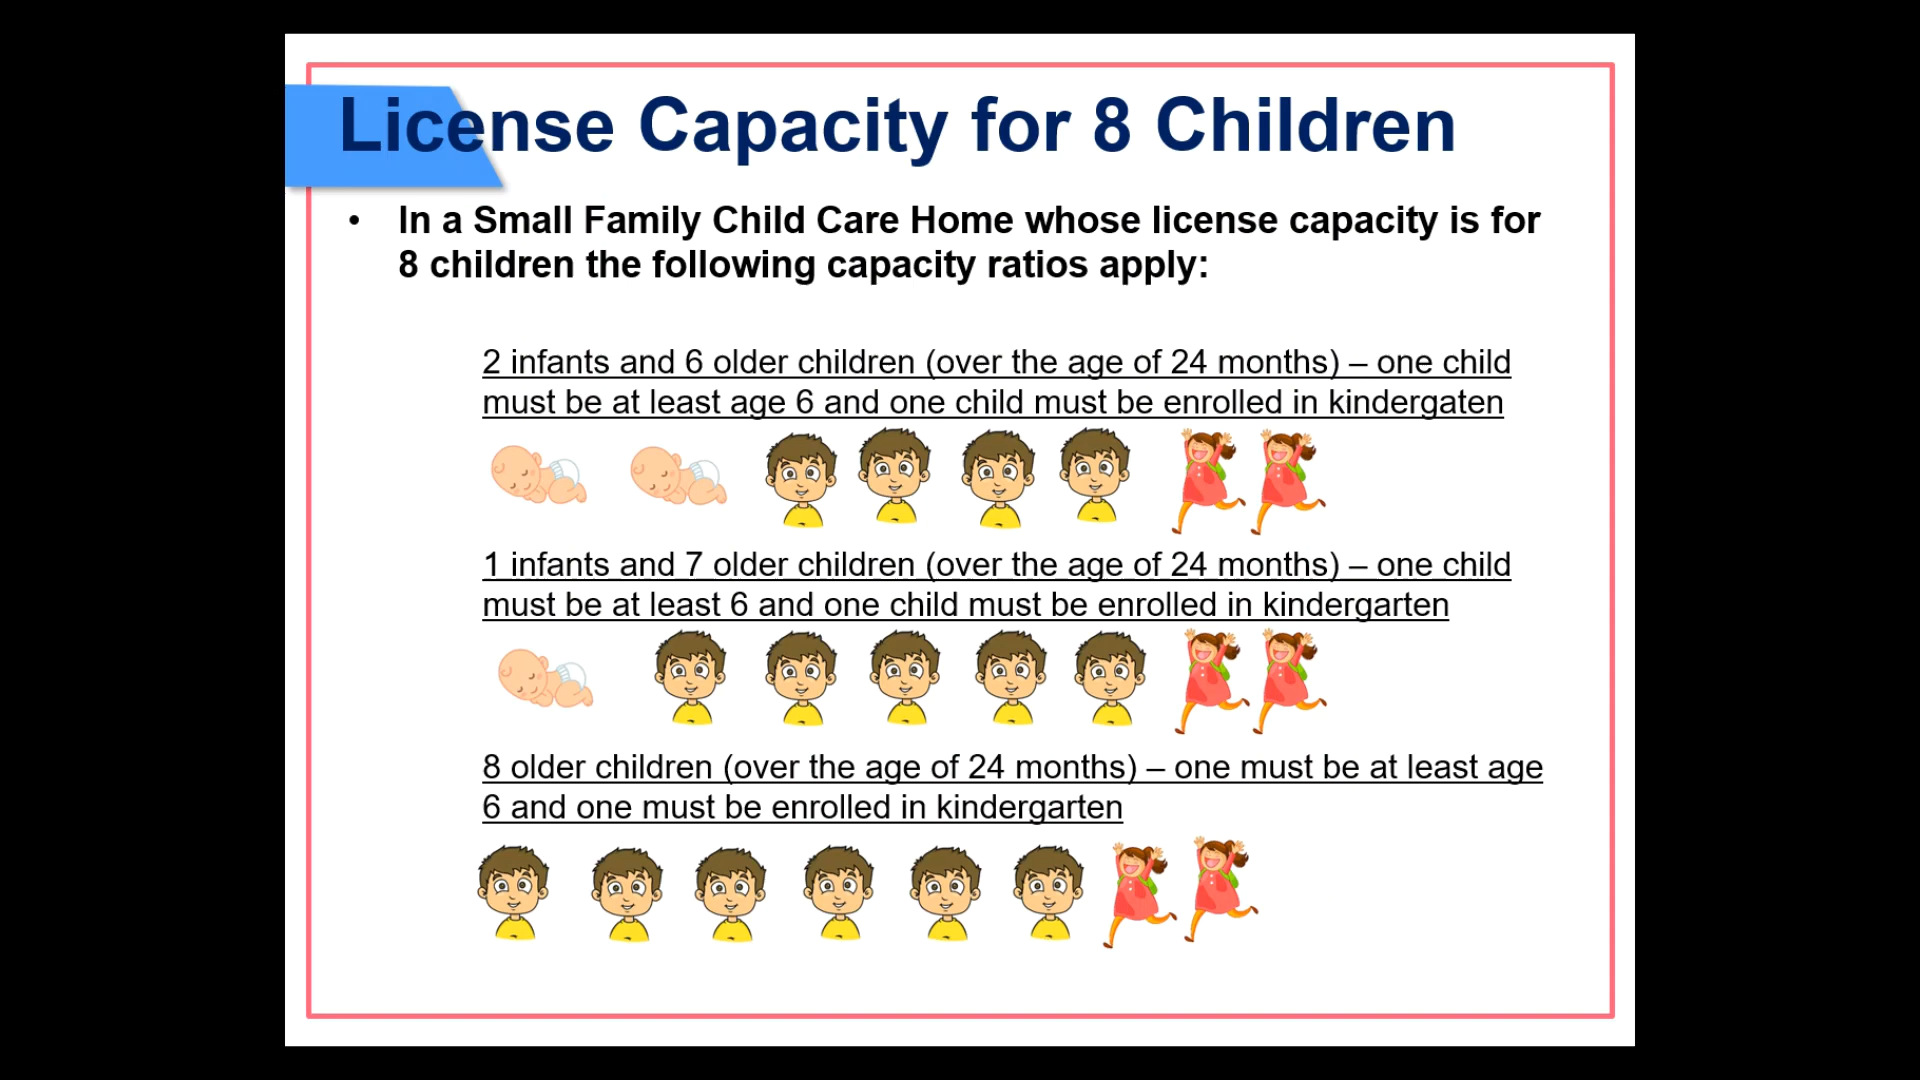 License Capacity for 8 Children
• In a Small Family Child Care Home whose license capacity is for
8 children the following capacity ratios apply:
2 infants and 6 older children (over the age of 24 months) – one child
must be at least age 6 and one child must be enrolled in kindergaten
1 infants and 7 older children (over the age of 24 months) – one child
must be at least 6 and one child must be enrolled in kindergarten
8 older children (over the age of 24 months) – one must be at least age
6 and one must be enrolled in kindergarten